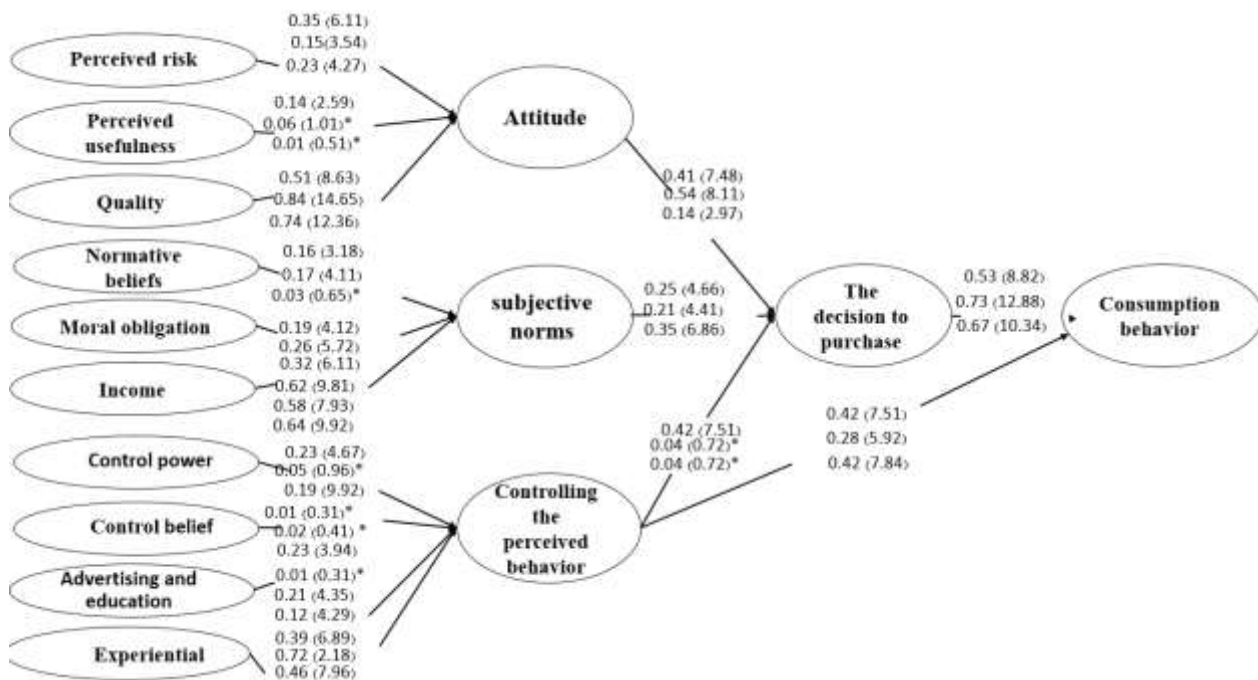 0.35 (6.11)
0.15(3.54)
0.23 (4.27)
Perceived risk
0.14 (2.59)
0.06 (1.01)*
0.01 (0.51)*
Perceived
usefulness
0.51 (8.63)
0.84 (14.65)
0.74 (12.36)
Quality
0.16 (3.18)
0.17 (4.11)
0.03 (0.65)*
Normative
beliefs
0.19 (4.12)
0.26 (5.72)
0.32 (6.11)
Moral obligation
0.62 (9.81)
0.58 (7.93)
0.64 (9.92)
Income
0.23 (4.67)
0.05 (0.96)*
0.19 (9.92)
Control power
0.01 (0.31)*
0.02 (0.41)*
0.23 (3.94)
Control belief
0.01 (0.31)*
0.21 (4.35)
0.12 (4.29)
Advertising and
education
0.39 (6.89)
0.72 (2.18)
0.46 (7.96)
Experiential
Attitude
subjective
norms
Controlling
the
perceived
behavior
0.41 (7.48)
0.54 (8.11)
0.14 (2.97)
0.25 (4.66)
0.21 (4.41)
0.35 (6.86)
0.42 (7.51)
0.04 (0.72)*
0.04 (0.72)*
The
decision to
purchase
0.53 (8.82)
0.73 (12.88)
0.67 (10.34)
0.42 (7.51)
0.28 (5.92)
0.42 (7.84)
Consumption
behavior